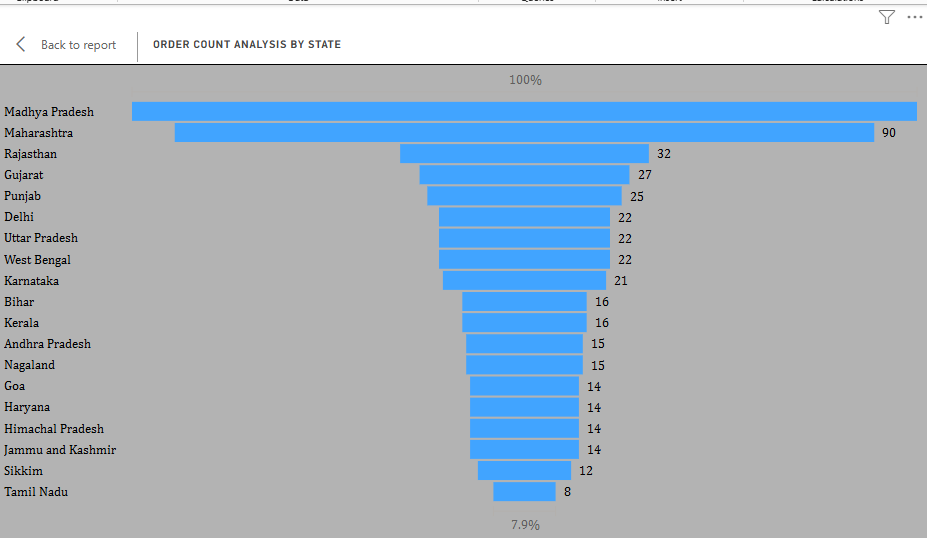 Back to report
ORDER COUNT ANALYSIS BY STATE
100%
Madhya Pradesh
Maharashtra 90
Rajasthan 32
Gujarat 27
Punjab 25
Delhi 22
Uttar Pradesh 22
West Bengal 22
Karnataka 21
Bihar 16
Kerala 16
Andhra Pradesh 15
Nagaland 15
Goa 14
Haryana 14
Himachal Pradesh 14
Jammu and Kashmir 14
Sikkim 12
Tamil Nadu 8
7.9%